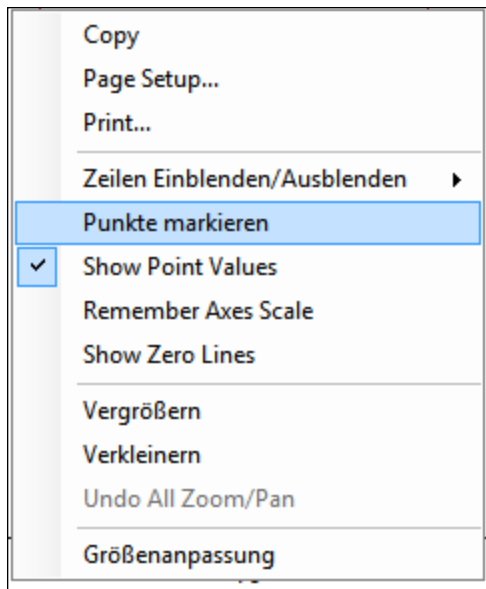 Copy
Page Setup...
Print...
Zeilen Einblenden/Ausblenden
Punkte markieren
Show Point Values
Remember Axes Scale
Show Zero Lines
Vergrößern
Verkleinern
Undo All Zoom/Pan
Größenanpassung